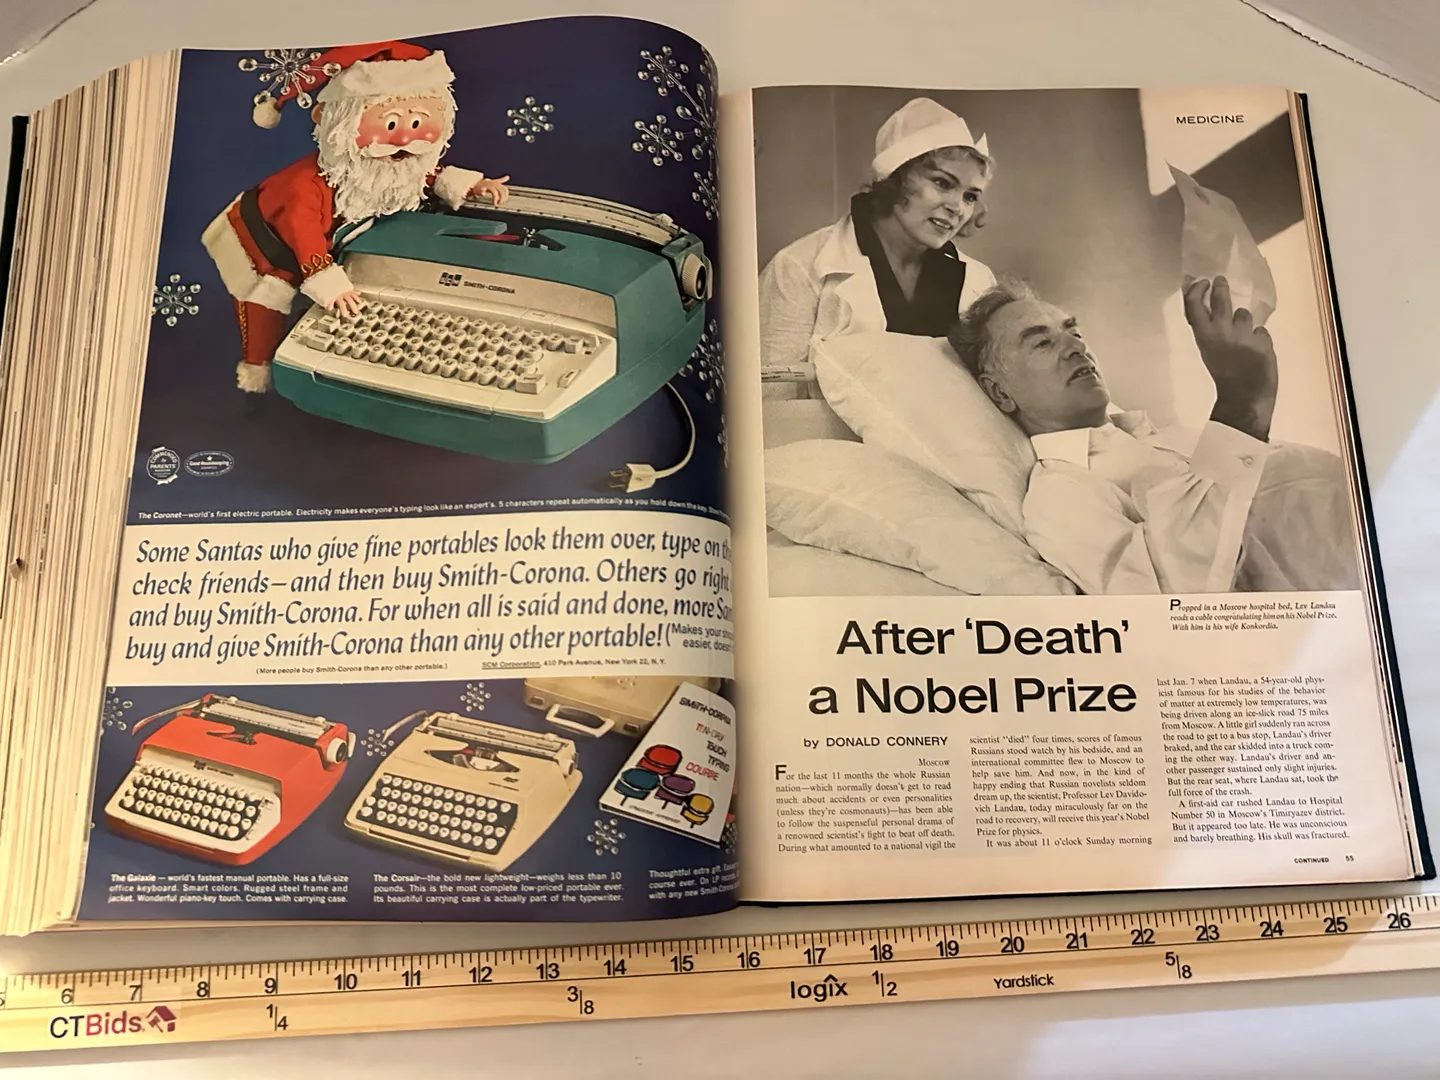 SCM SMITH-CORONA
COMMENDED
by
PARENTS'
MAGAZINE
Good Housekeeping
The Coronet—world's first electric portable. Electricity makes everyone's typing look like an expert's. 5 characters repeat automatically as you hold down the key.
Some Santas who give fine portables look them over, type on
check friends—and then buy Smith-Corona. Others go right
and buy Smith-Corona. For when all is said and done, more
buy and give Smith-Corona than any other portable! (Makes your
easier,
(More people buy Smith-Corona than any other portable.)
SCM Corporation, 410 Park Avenue, New York 22, N.Y.
SMITH-CORONA
TEN-DAY
TOUCH
TYPING
COURSE
The Galaxie — world's fastest manual portable. Has a full-size
office keyboard. Smart colors. Rugged steel frame and
jacket. Wonderful piano-key touch. Comes with carrying case.
The Corsair—the bold new lightweight—weighs less than 10
pounds. This is the most complete low-priced portable ever.
Its beautiful carrying case is actually part of the typewriter.
Thoughtful extra gift.
course ever. On LP
with any new Smith-
MEDICINE
Propped in a Moscow hospital bed, Lev Landau
reads a cable congratulating him on his Nobel Prize.
With him is his wife Konkordia.
After 'Death'
a Nobel Prize
by DONALD CONNERY
Moscow
For the last 11 months the whole Russian
nation—which normally doesn't get to read
much about accidents or even personalities
(unless they're cosmonauts)—has been able
to follow the suspenseful personal drama of
a renowned scientist's fight to beat off death.
During what amounted to a national vigil the
scientist "died" four times, scores of famous
Russians stood watch by his bedside, and an
international committee flew to Moscow to
help save him. And now, in the kind of
happy ending that Russian novelists seldom
dream up, the scientist, Professor Lev Davido-
vich Landau, today miraculously far on the
road to recovery, will receive this year's Nobel
Prize for physics.
It was about 11 o'clock Sunday morning
last Jan. 7 when Landau, a 54-year-old phys-
icist famous for his studies of the behavior
of matter at extremely low temperatures, was
being driven along an ice-slick road 75 miles
from Moscow. A little girl suddenly ran across
the road to get to a bus stop, Landau's driver
braked, and the car skidded into a truck com-
ing the other way. Landau's driver and an-
other passenger sustained only slight injuries.
But the rear seat, where Landau sat, took the
full force of the crash.
A first-aid car rushed Landau to Hospital
Number 50 in Moscow's Timiryazev district.
But it appeared too late. He was unconscious
and barely breathing. His skull was fractured.
CONTINUED 55
6 7 8 9 10 11 12 13 14 15 16 17 18 19 20 21 22 23 24 25 26
CTBids 1/4 3/8 logix 1/2 Yardstick 5/8